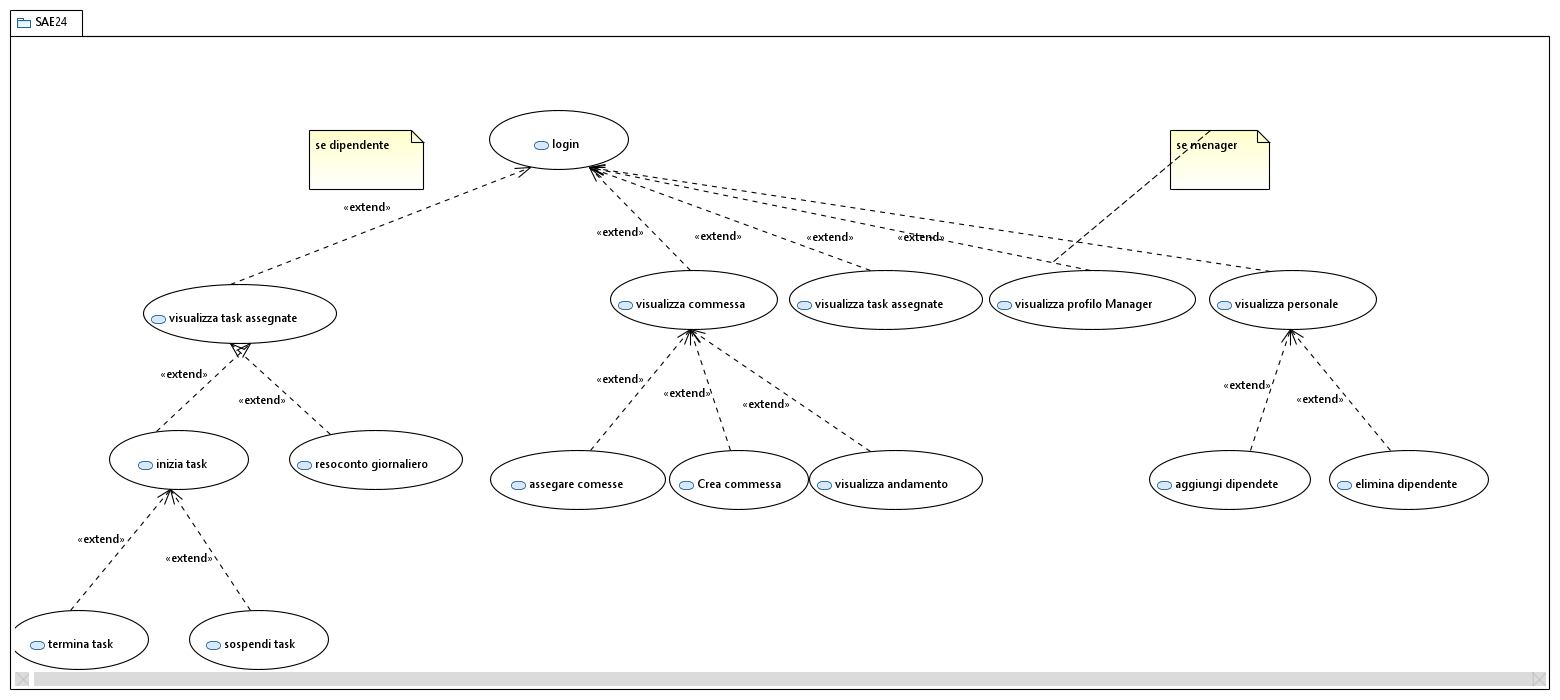 SAE24
se dipendente
login
se menager
«extend»
«extend»
«extend»
«extend»
«extend»
visualizza task assegnate
visualizza commessa
visualizza task assegnate
visualizza profilo Manager
visualizza personale
«extend»
«extend»
«extend»
«extend»
«extend»
«extend»
«extend»
inizia task
resoconto giornaliero
assegare comesse
Crea commessa
visualizza andamento
aggiungi dipendete
elimina dipendente
«extend»
«extend»
termina task
sospendi task